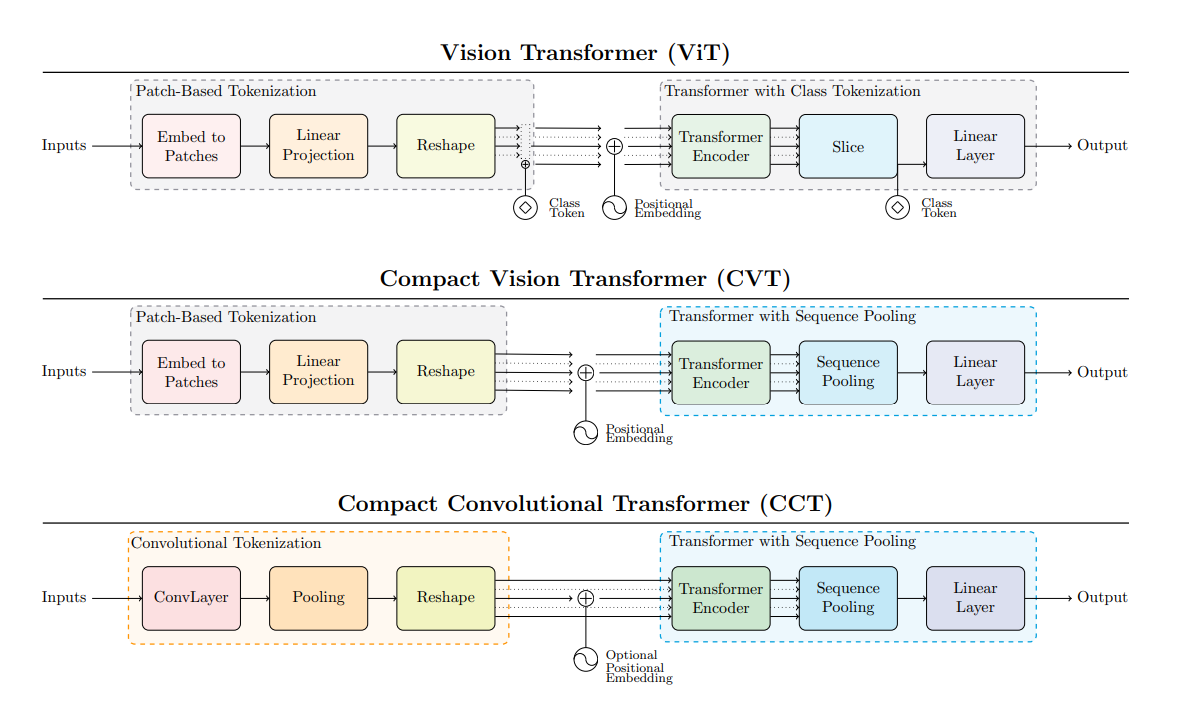 Vision Transformer (ViT)
Patch-Based Tokenization
Transformer with Class Tokenization
Inputs
Embed to
Patches
Linear
Projection
Reshape
Transformer
Encoder
Slice
Linear
Layer
Output
Class
Token
Positional
Embedding
Class
Token
Compact Vision Transformer (CVT)
Patch-Based Tokenization
Transformer with Sequence Pooling
Inputs
Embed to
Patches
Linear
Projection
Reshape
Transformer
Encoder
Sequence
Pooling
Linear
Layer
Output
Positional
Embedding
Compact Convolutional Transformer (CCT)
Convolutional Tokenization
Transformer with Sequence Pooling
Inputs
ConvLayer
Pooling
Reshape
Transformer
Encoder
Sequence
Pooling
Linear
Layer
Output
Optional
Positional
Embedding